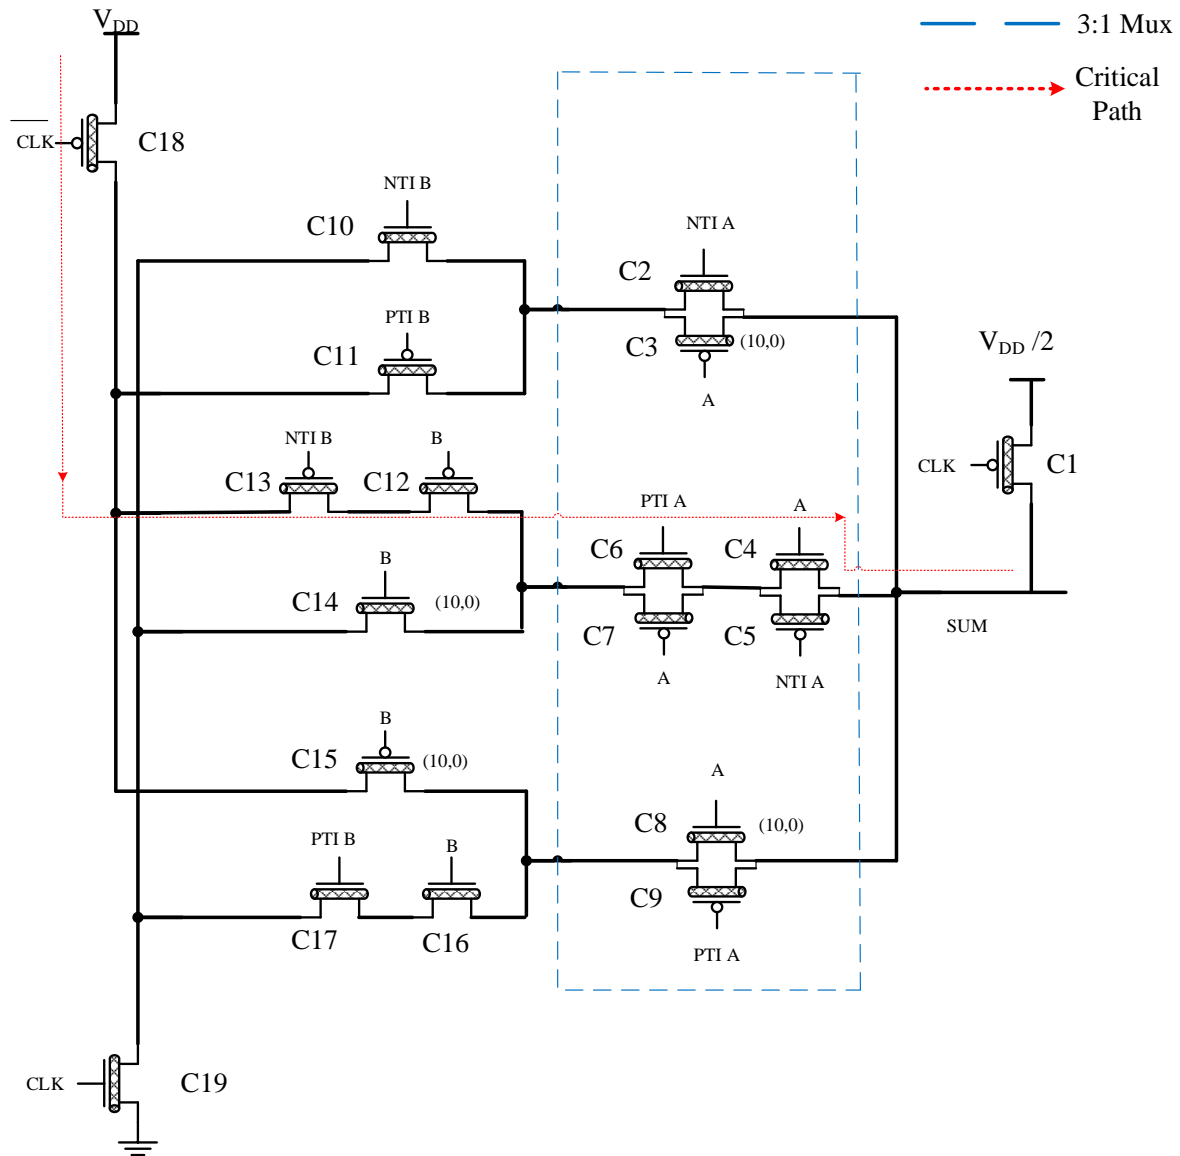 V_DD
3:1 Mux
Critical
Path
CLK
C18
NTI B
C10
NTI A
C2
PTI B
C3
(10,0)
C11
A
V_DD /2
NTI B
B
C13
C12
CLK
C1
PTI A
A
C6
C4
B
C14
(10,0)
C7
C5
SUM
A
NTI A
B
C15
(10,0)
A
C8
(10,0)
PTI B
B
C9
C17
C16
PTI A
CLK
C19